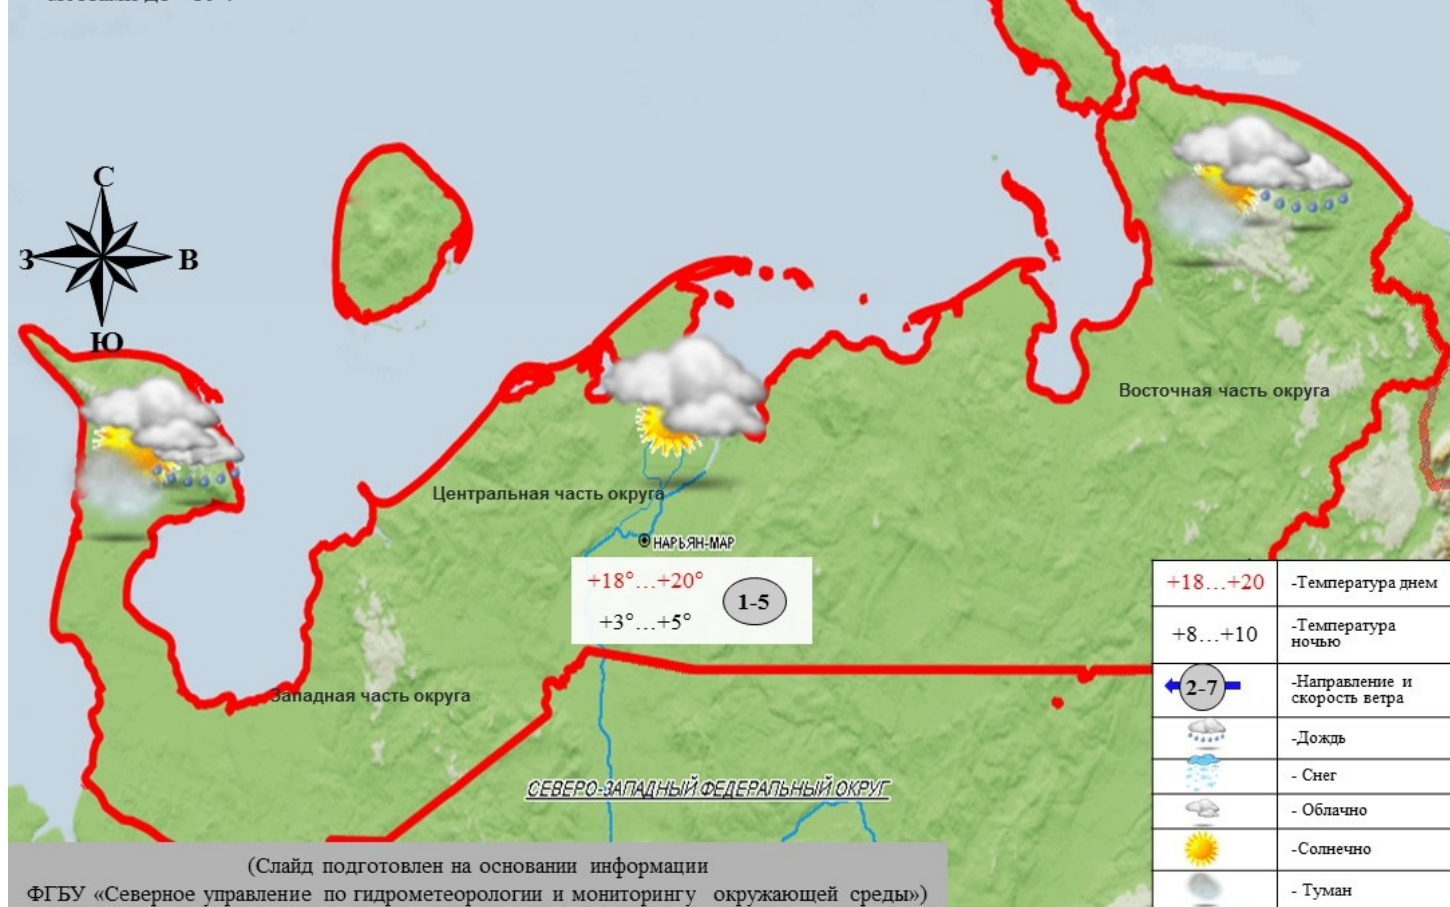 С
З
В
Ю
Восточная часть округа
Центральная часть округа
НАРЬЯН-МАР
+18°…+20°
1-5
+3°…+5°
Западная часть округа
СЕВЕРО-ЗАПАДНЫЙ ФЕДЕРАЛЬНЫЙ ОКРУГ
+18…+20
-Температура днем
+8…+10
-Температура
ночью
2-7
-Направление и
скорость ветра
-Дождь
- Снег
- Облачно
-Солнечно
- Туман
(Слайд подготовлен на основании информации
ФГБУ «Северное управление по гидрометеорологии и мониторингу окружающей среды»)